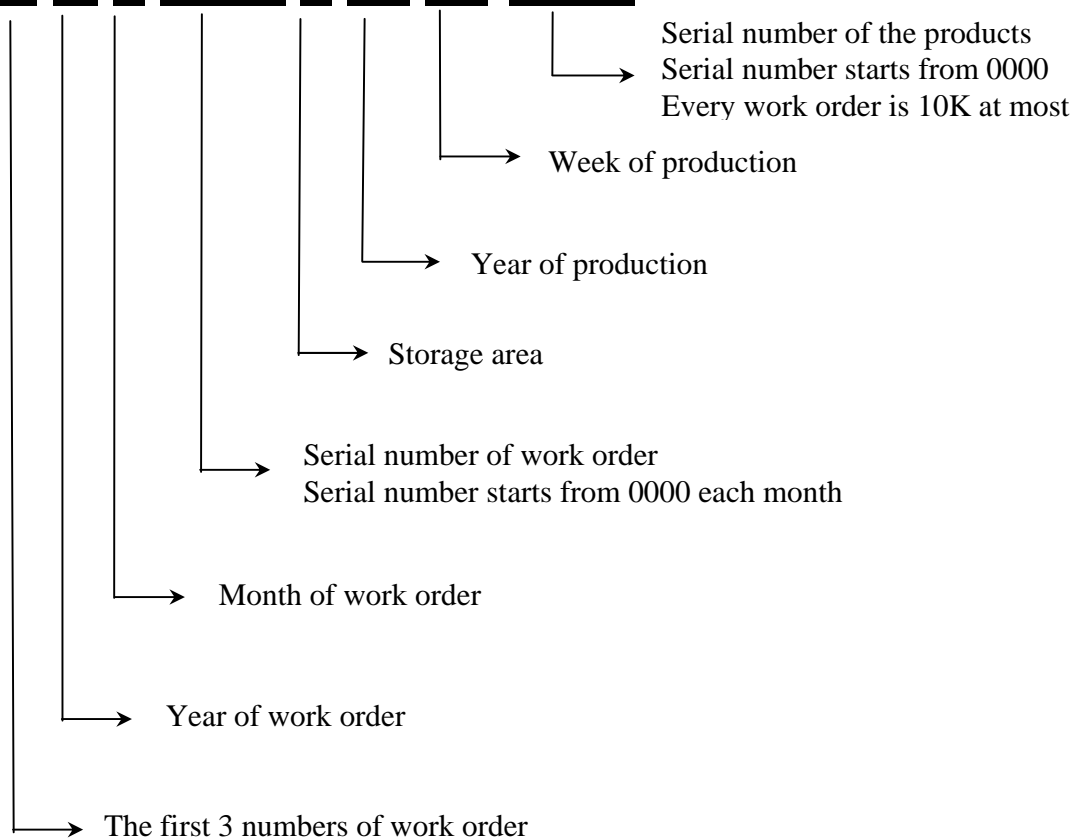 Serial number of the products
Serial number starts from 0000
Every work order is 10K at most
Week of production
Year of production
Storage area
Serial number of work order
Serial number starts from 0000 each month
Month of work order
Year of work order
The first 3 numbers of work order